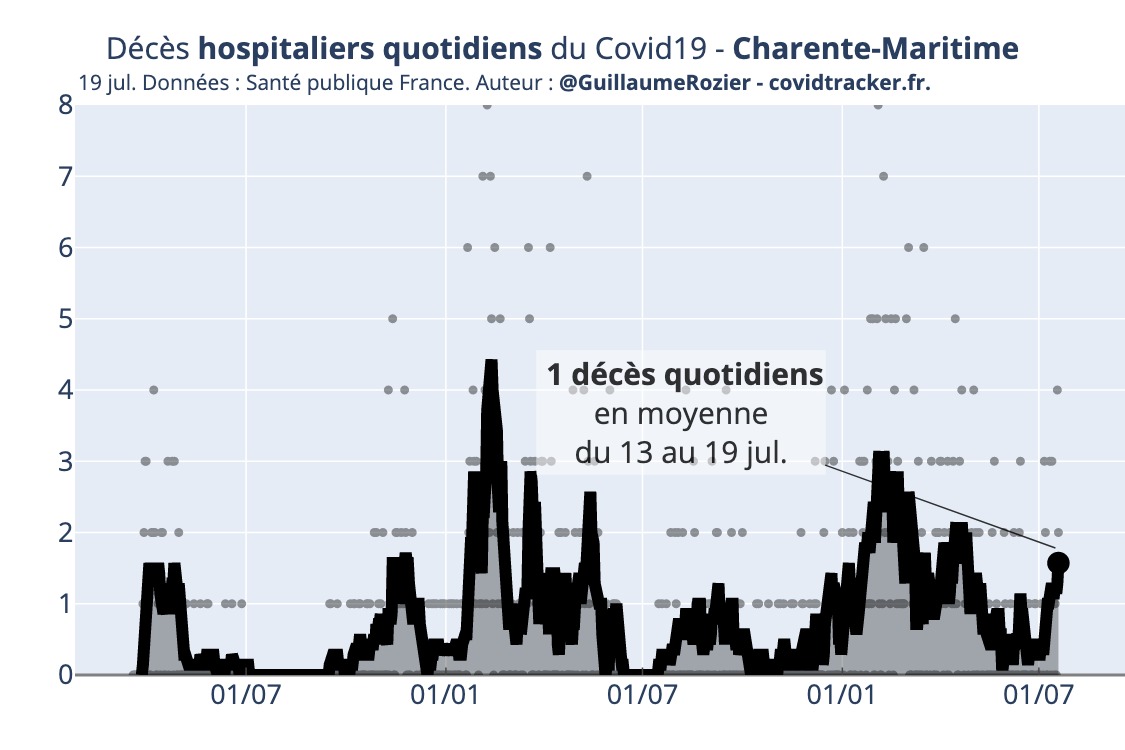 Décès hospitaliers quotidiens du Covid19 - Charente-Maritime
19 jul. Données : Santé publique France. Auteur : @GuillaumeRozier - covidtracker.fr.
8
7
6
5
4
3
2
1
0
1 décès quotidiens
en moyenne
du 13 au 19 jul.
01/07 01/01 01/07 01/01 01/07